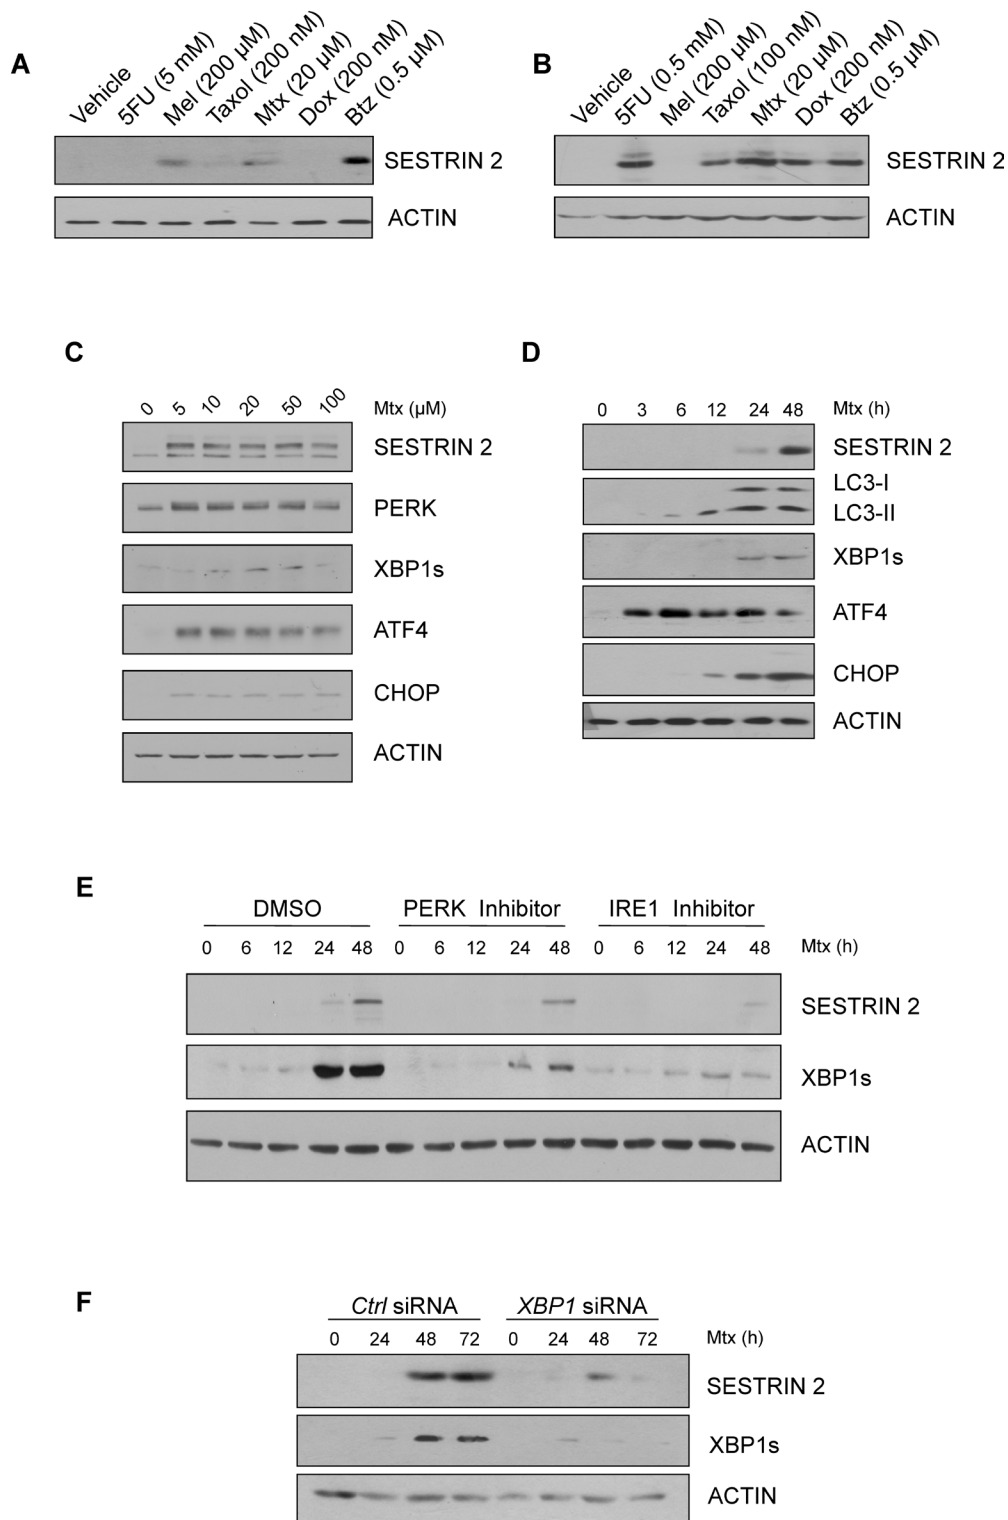 A
Vehicle
5FU (5 mM)
Mel (200 µM)
Taxol (200 nM)
Mtx (20 µM)
Dox (200 nM)
Btz (0.5 µM)
SESTRIN 2
ACTIN
B
Vehicle
5FU (0.5 mM)
Mel (200 µM)
Taxol (100 nM)
Mtx (20 µM)
Dox (200 nM)
Btz (0.5 µM)
SESTRIN 2
ACTIN
C
0 5 10 20 50 100 Mtx (µM)
SESTRIN 2
PERK
XBP1s
ATF4
CHOP
ACTIN
D
0 3 6 12 24 48 Mtx (h)
SESTRIN 2
LC3-I
LC3-II
XBP1s
ATF4
CHOP
ACTIN
E
DMSO PERK Inhibitor IRE1 Inhibitor
0 6 12 24 48 0 6 12 24 48 0 6 12 24 48 Mtx (h)
SESTRIN 2
XBP1s
ACTIN
F
Ctrl siRNA XBP1 siRNA
0 24 48 72 0 24 48 72 Mtx (h)
SESTRIN 2
XBP1s
ACTIN